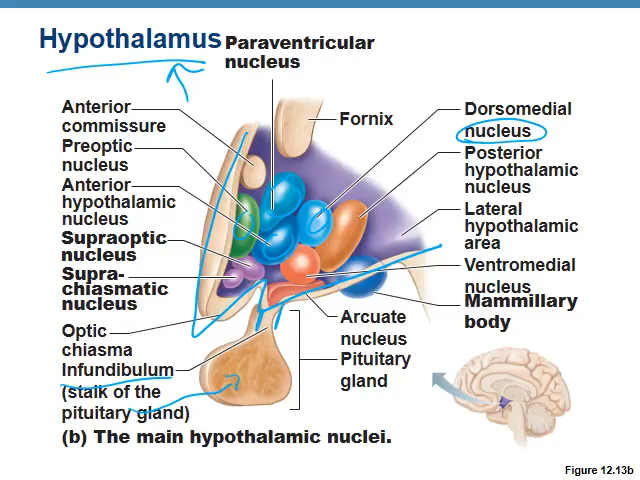 Hypothalamus
Paraventricular
nucleus
Anterior
commissure
Preoptic
nucleus
Anterior
hypothalamic
nucleus
Supraoptic
nucleus
Supra-
chiasmatic
nucleus
Optic
chiasma
Infundibulum
(stalk of the
pituitary gland)
Fornix
Dorsomedial
nucleus
Posterior
hypothalamic
nucleus
Lateral
hypothalamic
area
Ventromedial
nucleus
Mammillary
body
Arcuate
nucleus
Pituitary
gland
(b) The main hypothalamic nuclei.
Figure 12.13b